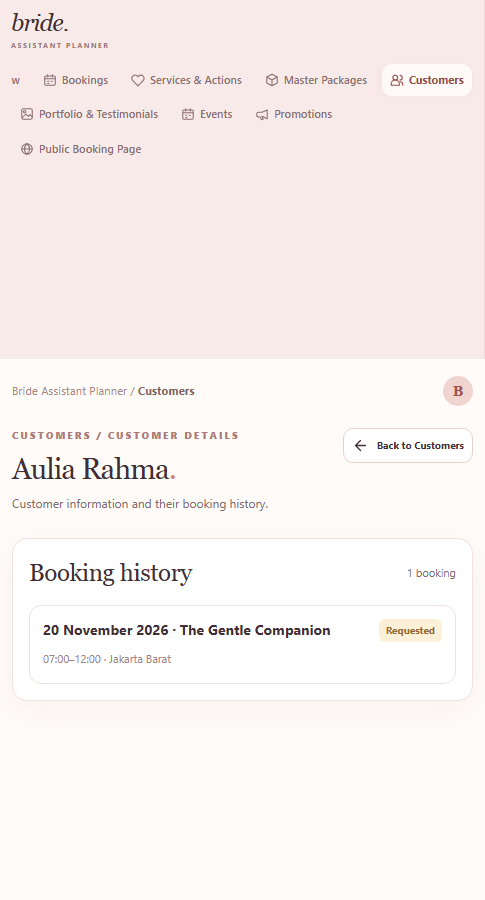 bride.
ASSISTANT PLANNER
w Bookings Services & Actions Master Packages Customers
Portfolio & Testimonials Events Promotions
Public Booking Page
Bride Assistant Planner / Customers
B
CUSTOMERS / CUSTOMER DETAILS
Back to Customers
Aulia Rahma.
Customer information and their booking history.
Booking history
1 booking
20 November 2026 · The Gentle Companion
Requested
07:00–12:00 · Jakarta Barat